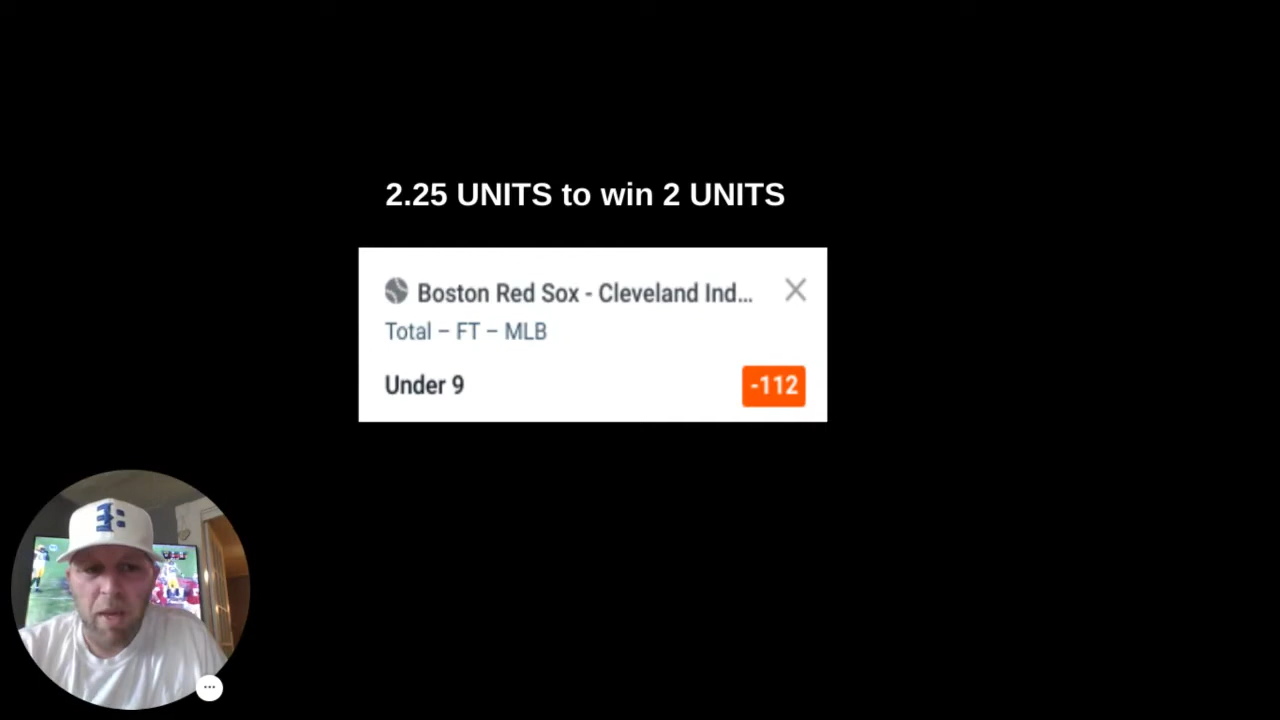 2.25 UNITS to win 2 UNITS
Boston Red Sox - Cleveland Ind...
Total – FT – MLB
Under 9
-112